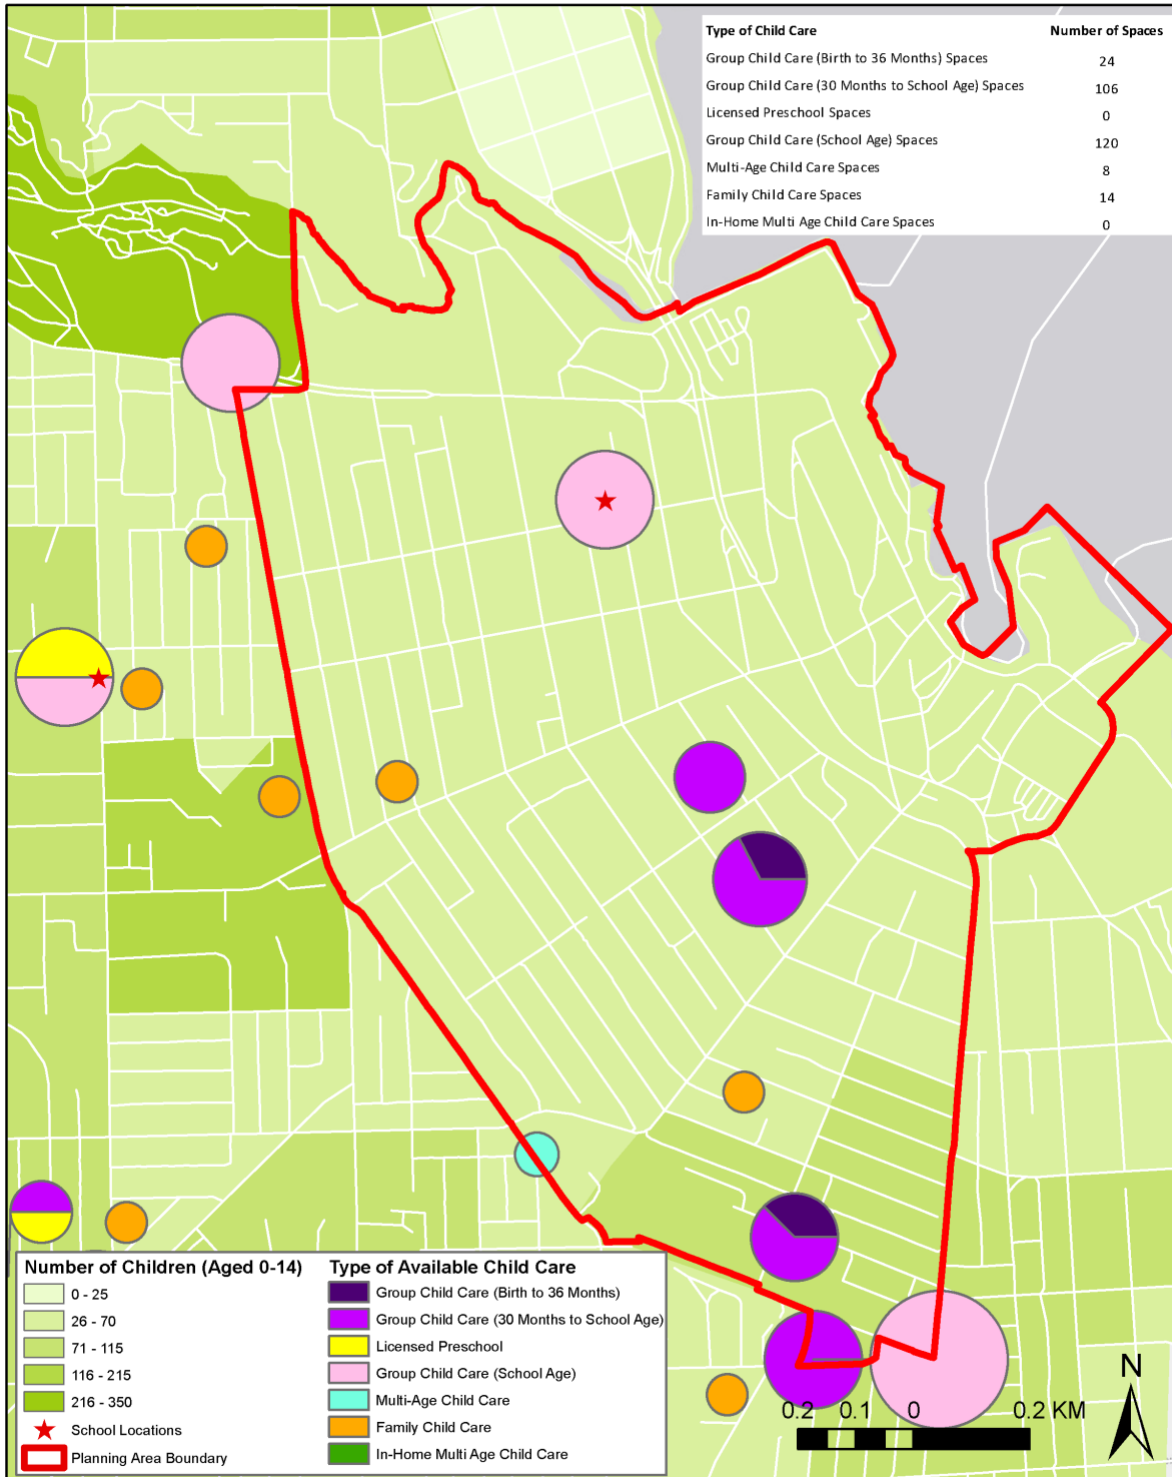 Type of Child Care Number of Spaces
Group Child Care (Birth to 36 Months) Spaces 24
Group Child Care (30 Months to School Age) Spaces 106
Licensed Preschool Spaces 0
Group Child Care (School Age) Spaces 120
Multi-Age Child Care Spaces 8
Family Child Care Spaces 14
In-Home Multi Age Child Care Spaces 0
Number of Children (Aged 0-14)
0 - 25
26 - 70
71 - 115
116 - 215
216 - 350
School Locations
Planning Area Boundary
Type of Available Child Care
Group Child Care (Birth to 36 Months)
Group Child Care (30 Months to School Age)
Licensed Preschool
Group Child Care (School Age)
Multi-Age Child Care
Family Child Care
In-Home Multi Age Child Care
0.2 0.1 0 0.2 KM
N